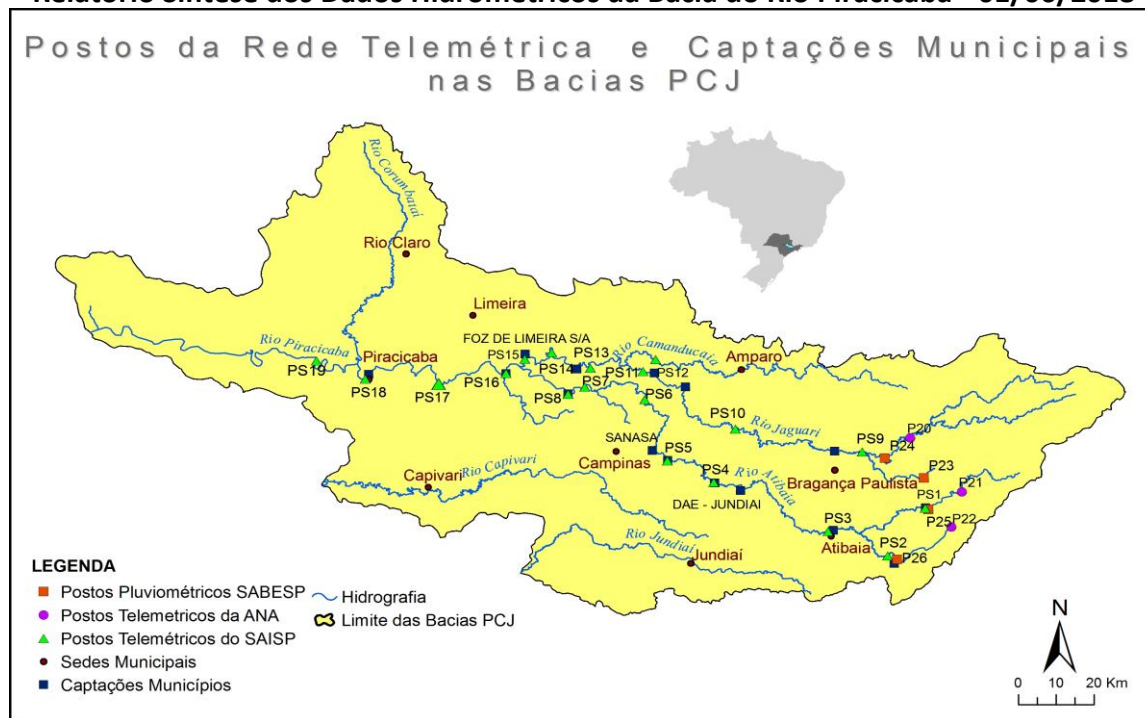 Relatório Síntese dos Dados Hidrométricos da Bacia do Rio Piracicaba - 01/06/2018
Postos da Rede Telemétrica e Captações Municipais
nas Bacias PCJ
Rio Corumbataí
Rio Claro
Limeira
FOZ DE LIMEIRA S/A
Rio Piracicaba
Piracicaba
PS15
PS14
PS13
Rio Camanducaia
Amparo
PS19
PS18
PS17
PS16
PS8
PS7
PS11
PS12
PS6
PS10
Rio Jaguari
PS9
P20
P24
SANASA
PS5
Campinas
Capivari
Rio Capivari
PS4
Rio Atibaia
DAE - JUNDIAI
Bragança Paulista
P23
PS1
P21
P25
P22
PS3
Atibaia
PS2
P26
Rio Jundiaí
Jundiaí
LEGENDA
Postos Pluviométricos SABESP
Postos Telemetricos da ANA
Postos Telemétricos do SAISP
Sedes Municipais
Captações Municípios
Hidrografia
Limite das Bacias PCJ
N
0 10 20 Km